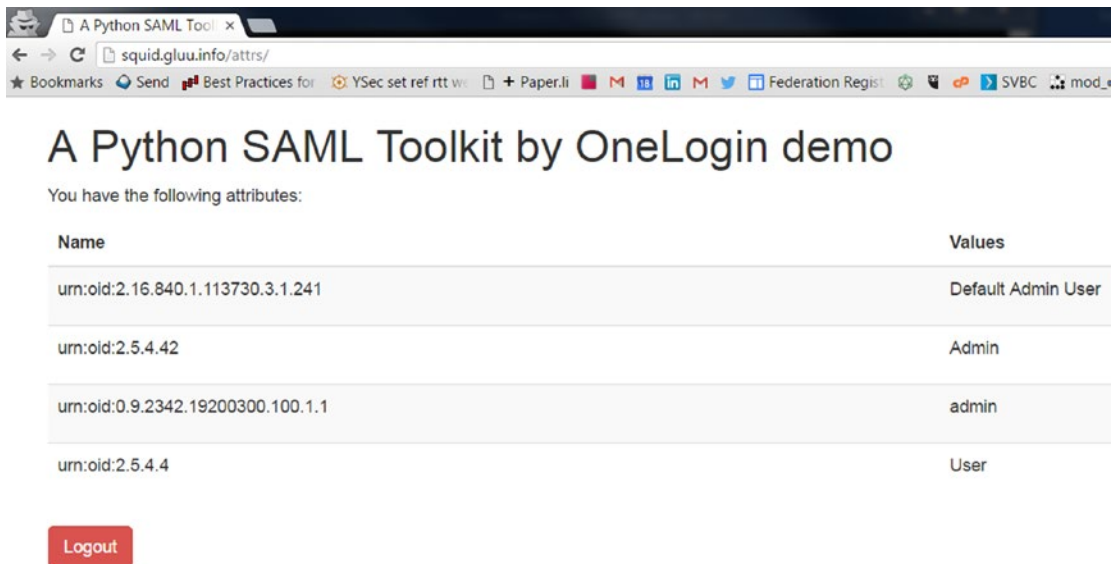 A Python SAML Tool
squid.gluu.info/attrs/
Bookmarks Send Best Practices for YSec set ref rtt we + Paper.li 18 Federation Regist SVBC mod_
A Python SAML Toolkit by OneLogin demo
You have the following attributes:
Name Values
urn:oid:2.16.840.1.113730.3.1.241 Default Admin User
urn:oid:2.5.4.42 Admin
urn:oid:0.9.2342.19200300.100.1.1 admin
urn:oid:2.5.4.4 User
Logout